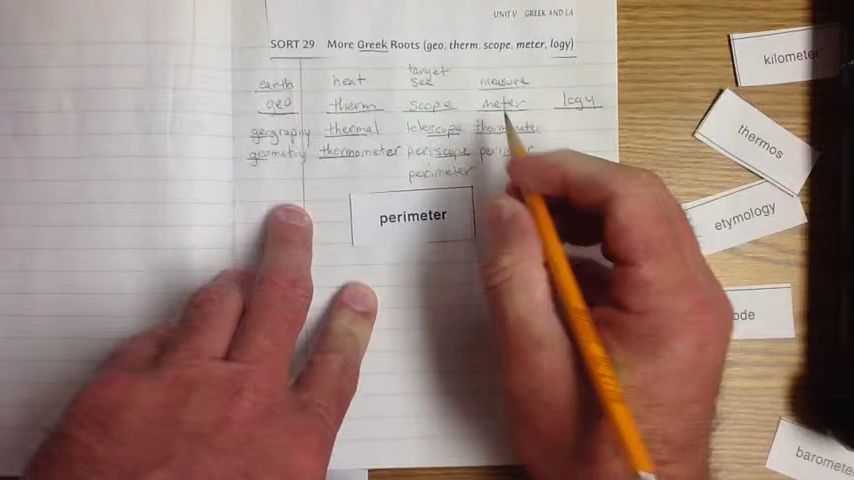 UNIT V GREEK AND LA
SORT 29 More Greek Roots (geo, therm, scope, meter, logy)
earth heat target see measure
geo therm scope meter logy
geography thermal telescope thermometer
geometry thermometer periscope
perimeter
perimeter
kilometer
thermos
etymology
ode
barometer